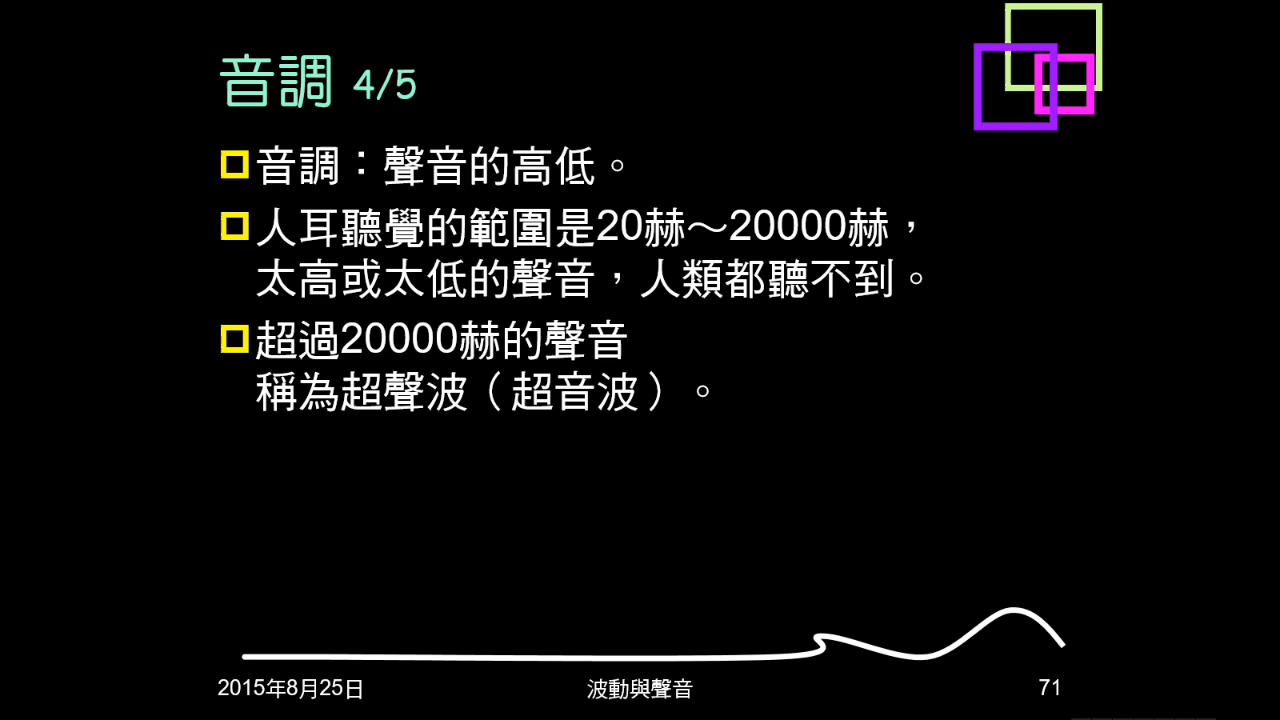 音調 4/5
音調：聲音的高低。
人耳聽覺的範圍是20赫～20000赫，
太高或太低的聲音，人類都聽不到。
超過20000赫的聲音
稱為超聲波（超音波）。
2015年8月25日
波動與聲音
71